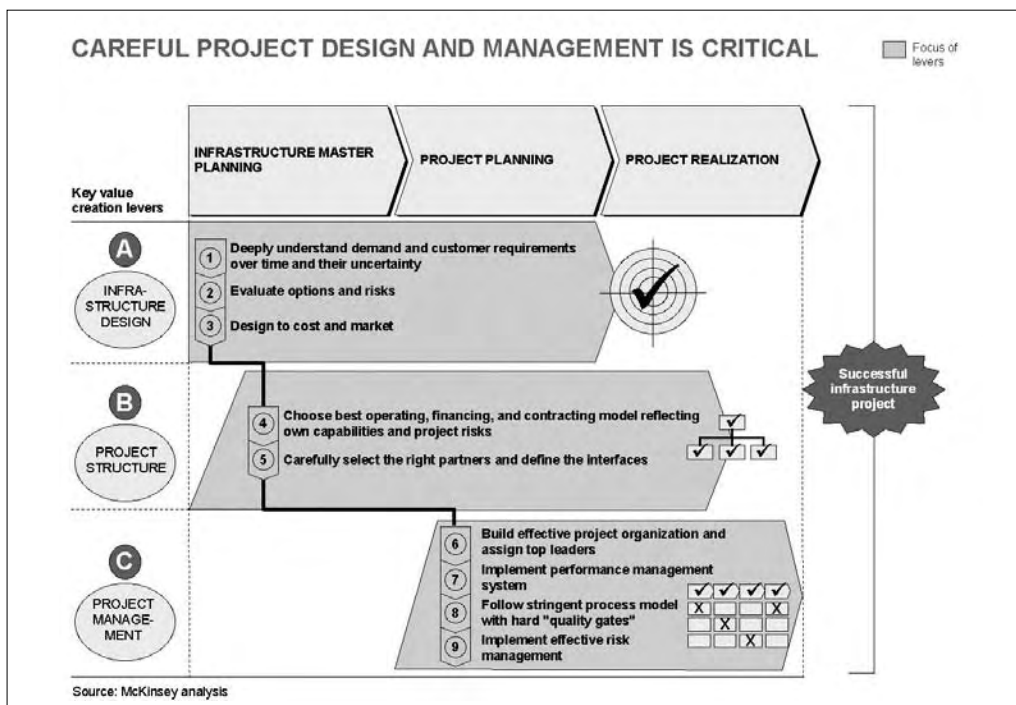 CAREFUL PROJECT DESIGN AND MANAGEMENT IS CRITICAL
Focus of
levers
INFRASTRUCTURE MASTER
PLANNING
PROJECT PLANNING
PROJECT REALIZATION
Key value
creation levers
A
INFRA-
STRUCTURE
DESIGN
1
Deeply understand demand and customer requirements
over time and their uncertainty
2
Evaluate options and risks
3
Design to cost and market
B
PROJECT
STRUCTURE
4
Choose best operating, financing, and contracting model reflecting
own capabilities and project risks
5
Carefully select the right partners and define the interfaces
Successful
infrastructure
project
C
PROJECT
MANAGE-
MENT
6
Build effective project organization and
assign top leaders
7
Implement performance management
system
8
Follow stringent process model
with hard "quality gates"
9
Implement effective risk
management
X
X
X
X
Source: McKinsey analysis